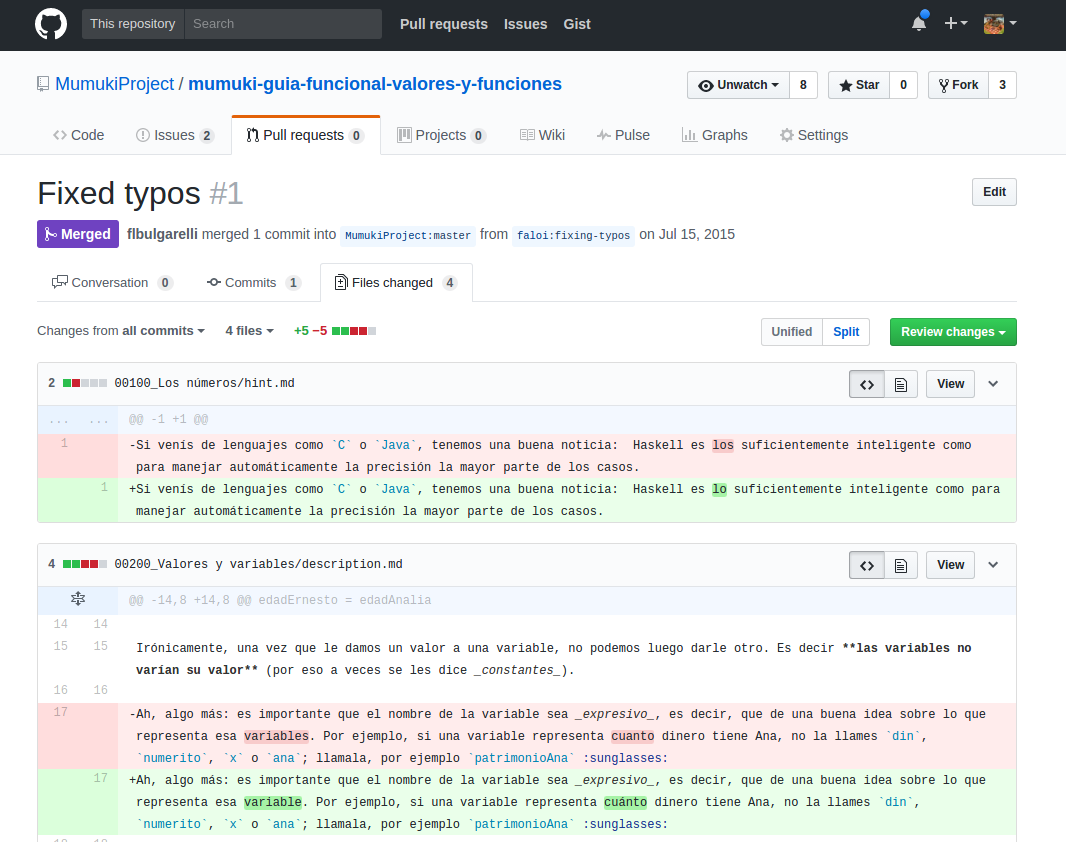 This repository Search Pull requests Issues Gist
MumukiProject / mumuki-guia-funcional-valores-y-funciones Unwatch 8 Star 0 Fork 3
Code Issues 2 Pull requests 0 Projects 0 Wiki Pulse Graphs Settings
Fixed typos #1 Edit
Merged flbulgarelli merged 1 commit into MumukiProject:master from faloi:fixing-typos on Jul 15, 2015
Conversation 0 Commits 1 Files changed 4
Changes from all commits 4 files +5 −5 Unified Split Review changes
2 00100_Los números/hint.md View
... ... @@ -1 +1 @@
1 -Si venís de lenguajes como `C` o `Java`, tenemos una buena noticia:  Haskell es los suficientemente inteligente como
para manejar automáticamente la precisión la mayor parte de los casos.
1 +Si venís de lenguajes como `C` o `Java`, tenemos una buena noticia:  Haskell es lo suficientemente inteligente como para
manejar automáticamente la precisión la mayor parte de los casos.
4 00200_Valores y variables/description.md View
@@ -14,8 +14,8 @@ edadErnesto = edadAnalia
14 14
15 15 Irónicamente, una vez que le damos un valor a una variable, no podemos luego darle otro. Es decir **las variables no
varían su valor** (por eso a veces se les dice _constantes_).
16 16
17 -Ah, algo más: es importante que el nombre de la variable sea _expresivo_, es decir, que de una buena idea sobre lo que
representa esa variables. Por ejemplo, si una variable representa cuanto dinero tiene Ana, no la llames `din`,
`numerito`, `x` o `ana`; llamala, por ejemplo `patrimonioAna` :sunglasses:
17 +Ah, algo más: es importante que el nombre de la variable sea _expresivo_, es decir, que de una buena idea sobre lo que
representa esa variable. Por ejemplo, si una variable representa cuánto dinero tiene Ana, no la llames `din`,
`numerito`, `x` o `ana`; llamala, por ejemplo `patrimonioAna` :sunglasses: